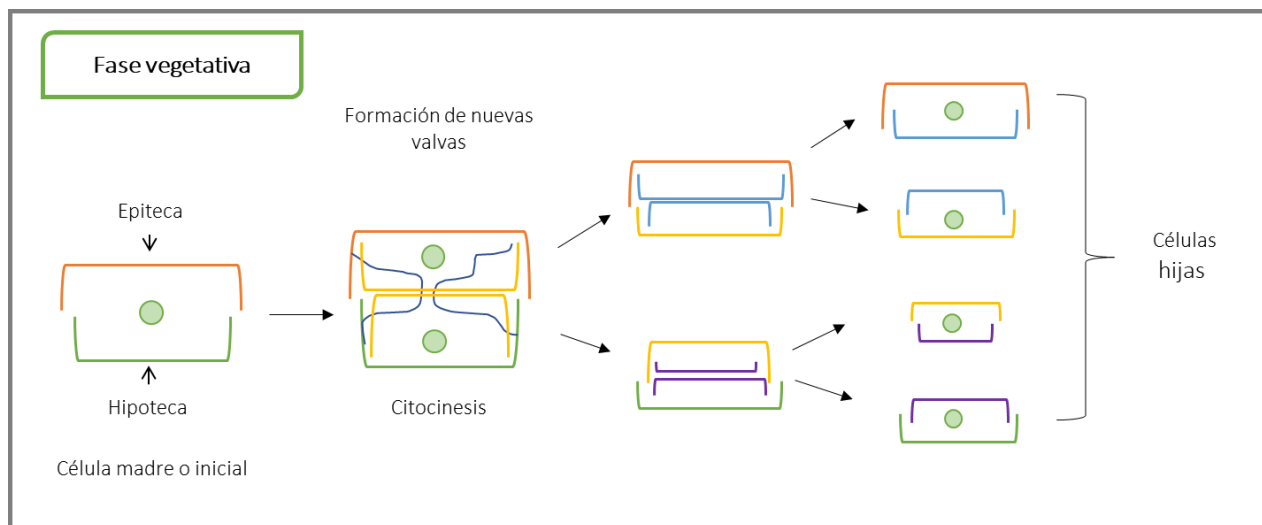 Fase vegetativa
Formación de nuevas
valvas
Epiteca
Hipoteca
Célula madre o inicial
Citocinesis
Células
hijas